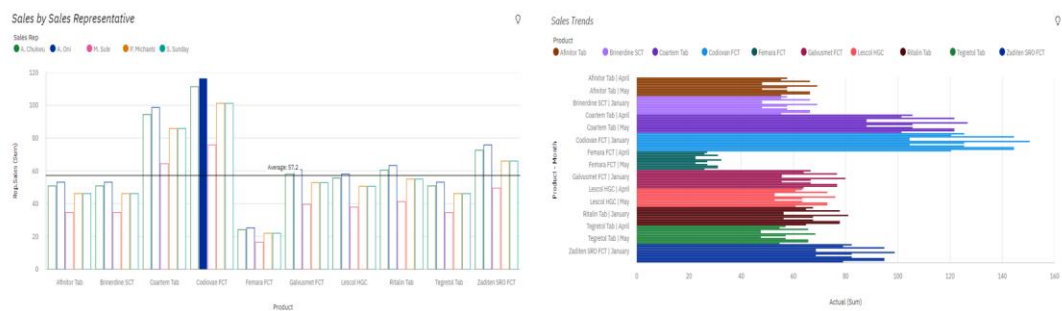 Sales by Sales Representative
Sales Rep
A. Chukwu A. Obi M. Sule P. Michaels S. Sunday
120
100
80
60
40
20
0
Average: 57.2
Rep.Sales (Sum)
Afinitor Tab Brinerdine SCT Coartem Tab Codiovan FCT Femara FCT Galvusmet FCT Lescol HGC Ritalin Tab Tegretol Tab Zaditen SRO FCT
Product
Sales Trends
Product
Afinitor Tab Brinerdine SCT Coartem Tab Codiovan FCT Femara FCT Galvusmet FCT Lescol HGC Ritalin Tab Tegretol Tab Zaditen SRO FCT
Product - Month
Afinitor Tab | April
Afinitor Tab | May
Brinerdine SCT | January
Coartem Tab | April
Coartem Tab | May
Codiovan FCT | January
Femara FCT | April
Femara FCT | May
Galvusmet FCT | January
Lescol HGC | April
Lescol HGC | May
Ritalin Tab | January
Tegretol Tab | April
Tegretol Tab | May
Zaditen SRO FCT | January
0 20 40 60 80 100 120 140 160
Actual (Sum)